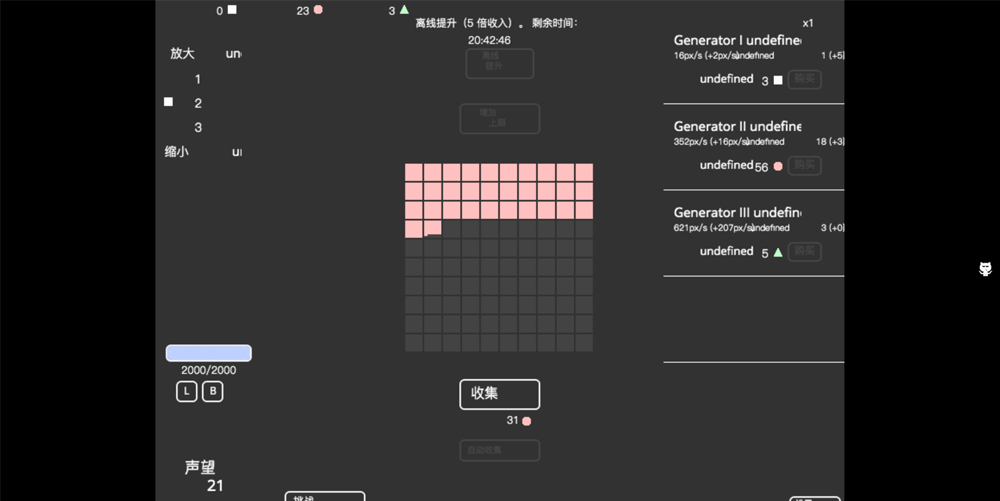 0 23 3
离线提升（5 倍收入）。剩余时间：
20:42:46
x1
放大 un
1
2
3
缩小 u
离线
提升
增加
上限
Generator I undefine
16px/s (+2px/s)undefined 1 (+5)
undefined 3 购买
Generator II undefine
352px/s (+16px/s)undefined 18 (+3)
undefined 56 购买
Generator III undefin
621px/s (+207px/s)undefined 3 (+0)
undefined 5 购买
2000/2000
L B
收集
31
自动收集
声望
21
挑战